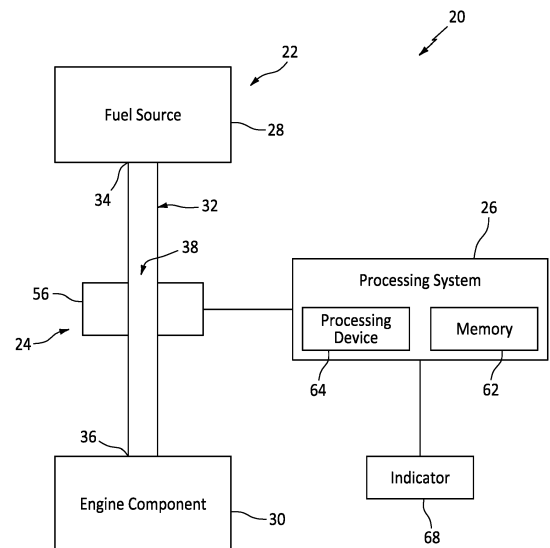 20
22
Fuel Source
28
34
32
38
26
56
Processing System
Processing
Device
Memory
24
64
62
36
Engine Component
30
Indicator
68